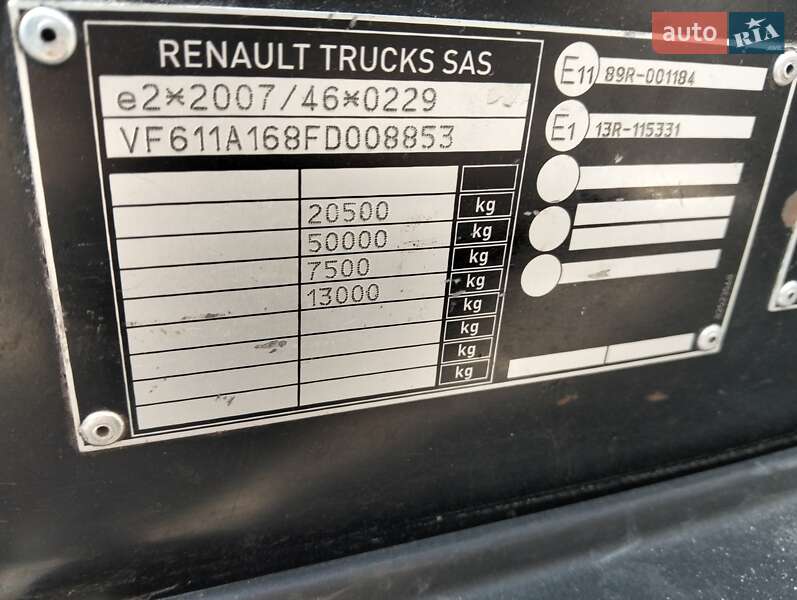 auto RIA
.com
RENAULT TRUCKS SAS
e2*2007/46*0229
VF611A168FD008853
20500 kg
50000 kg
7500 kg
13000 kg
kg
kg
kg
kg
E11 89R-001184
E1 13R-115331